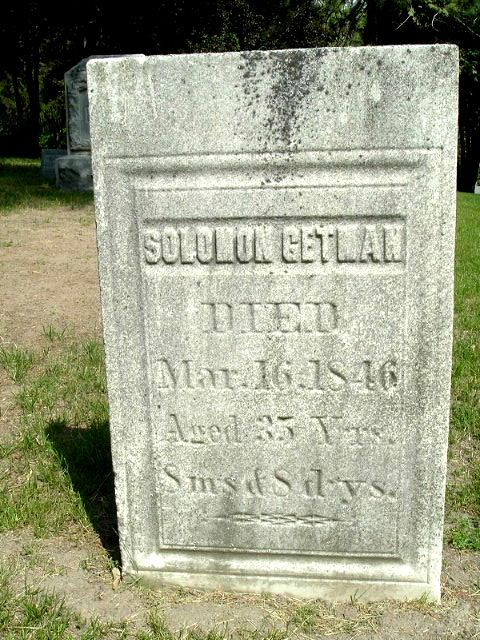 SOLOMON GETMAN
DIED
Mar. 16. 1846
Aged 35 Yrs.
8 ms & 8 dys.